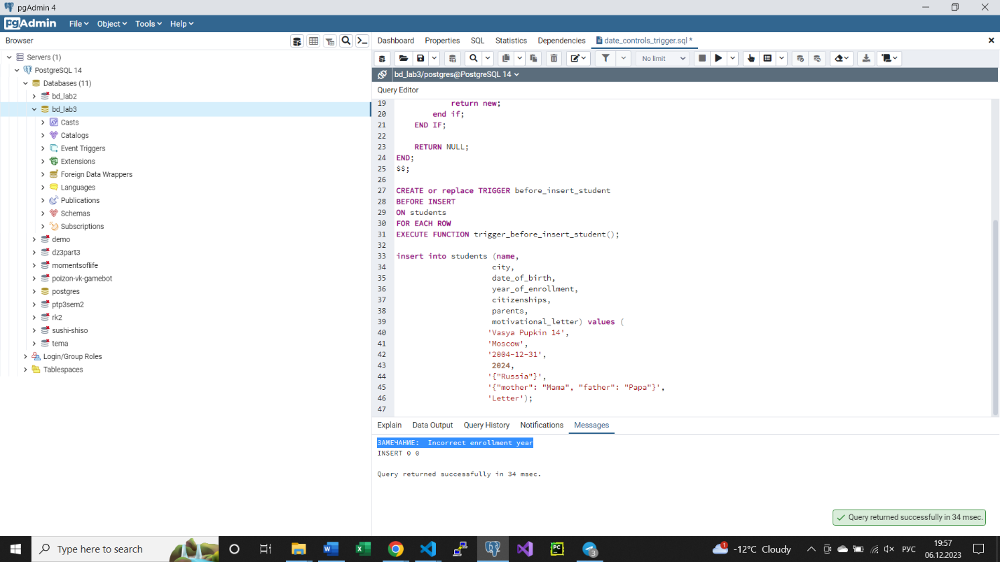 pgAdmin 4
pgAdmin File Object Tools Help
Browser
Servers (1)
PostgreSQL 14
Databases (11)
bd_lab2
bd_lab3
Casts
Catalogs
Event Triggers
Extensions
Foreign Data Wrappers
Languages
Publications
Schemas
Subscriptions
demo
dz3part3
momentsoflife
poizon-vk-gamebot
postgres
ptp3sem2
rk2
sushi-shiso
tema
Login/Group Roles
Tablespaces
Dashboard Properties SQL Statistics Dependencies date_controls_trigger.sql *
No limit
bd_lab3/postgres@PostgreSQL 14
Query Editor
19 return new;
20 end if;
21 END IF;
22
23 RETURN NULL;
24 END;
25 $$;
26
27 CREATE or replace TRIGGER before_insert_student
28 BEFORE INSERT
29 ON students
30 FOR EACH ROW
31 EXECUTE FUNCTION trigger_before_insert_student();
32
33 insert into students (name,
34 city,
35 date_of_birth,
36 year_of_enrollment,
37 citizenships,
38 parents,
39 motivational_letter) values (
40 'Vasya Pupkin 14',
41 'Moscow',
42 '2004-12-31',
43 2024,
44 '{"Russia"}',
45 '{"mother": "Mama", "father": "Papa"}',
46 'Letter');
47
Explain Data Output Query History Notifications Messages
ЗАМЕЧАНИЕ: Incorrect enrollment year
INSERT 0 0
Query returned successfully in 34 msec.
Query returned successfully in 34 msec.
Type here to search
W
X
PC
3
1
-12°C Cloudy
РУС
19:57
06.12.2023